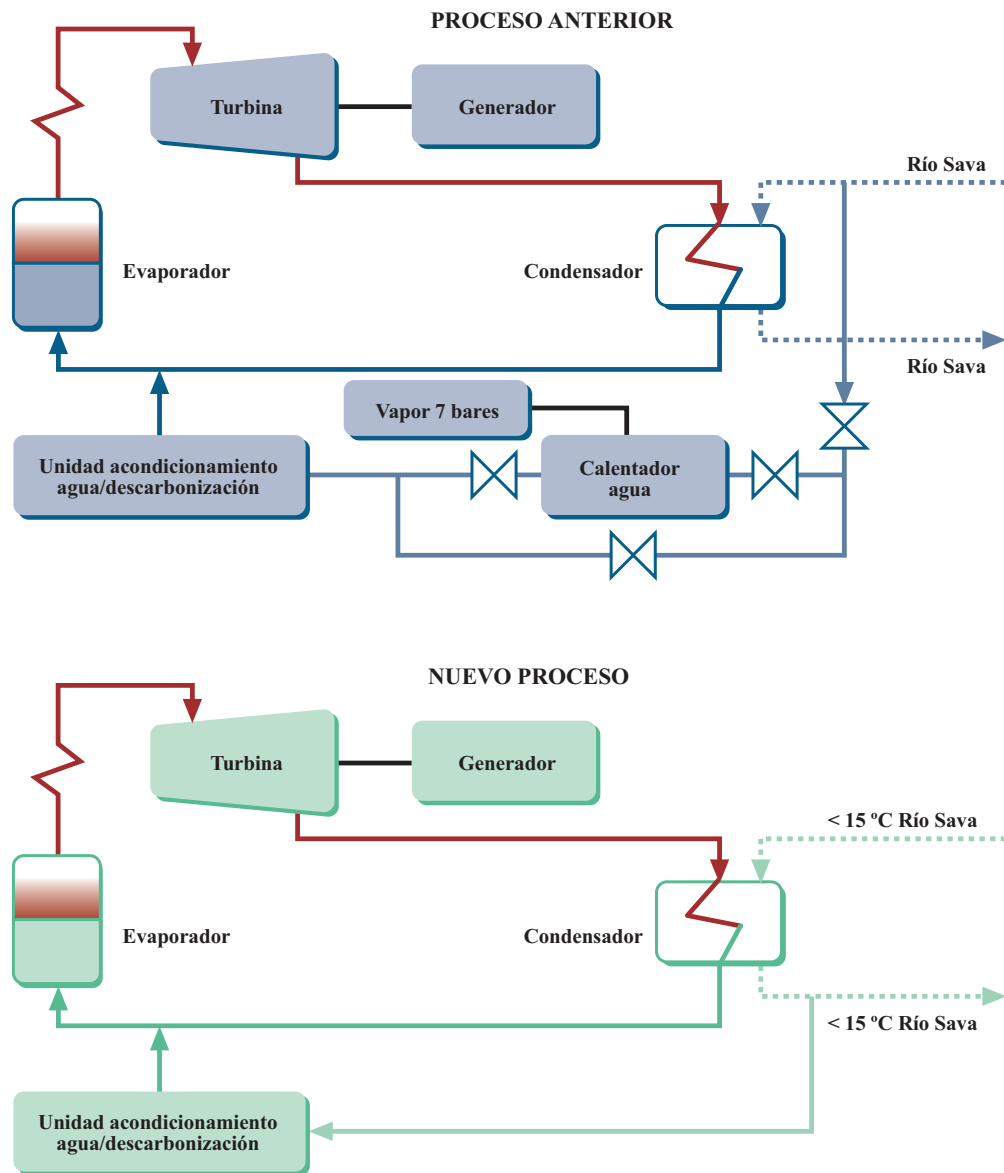 PROCESO ANTERIOR
Turbina
Generador
Río Sava
Evaporador
Condensador
Río Sava
Vapor 7 bares
Unidad acondicionamiento
agua/descarbonización
Calentador
agua
NUEVO PROCESO
Turbina
Generador
< 15 ºC Río Sava
Evaporador
Condensador
< 15 ºC Río Sava
Unidad acondicionamiento
agua/descarbonización